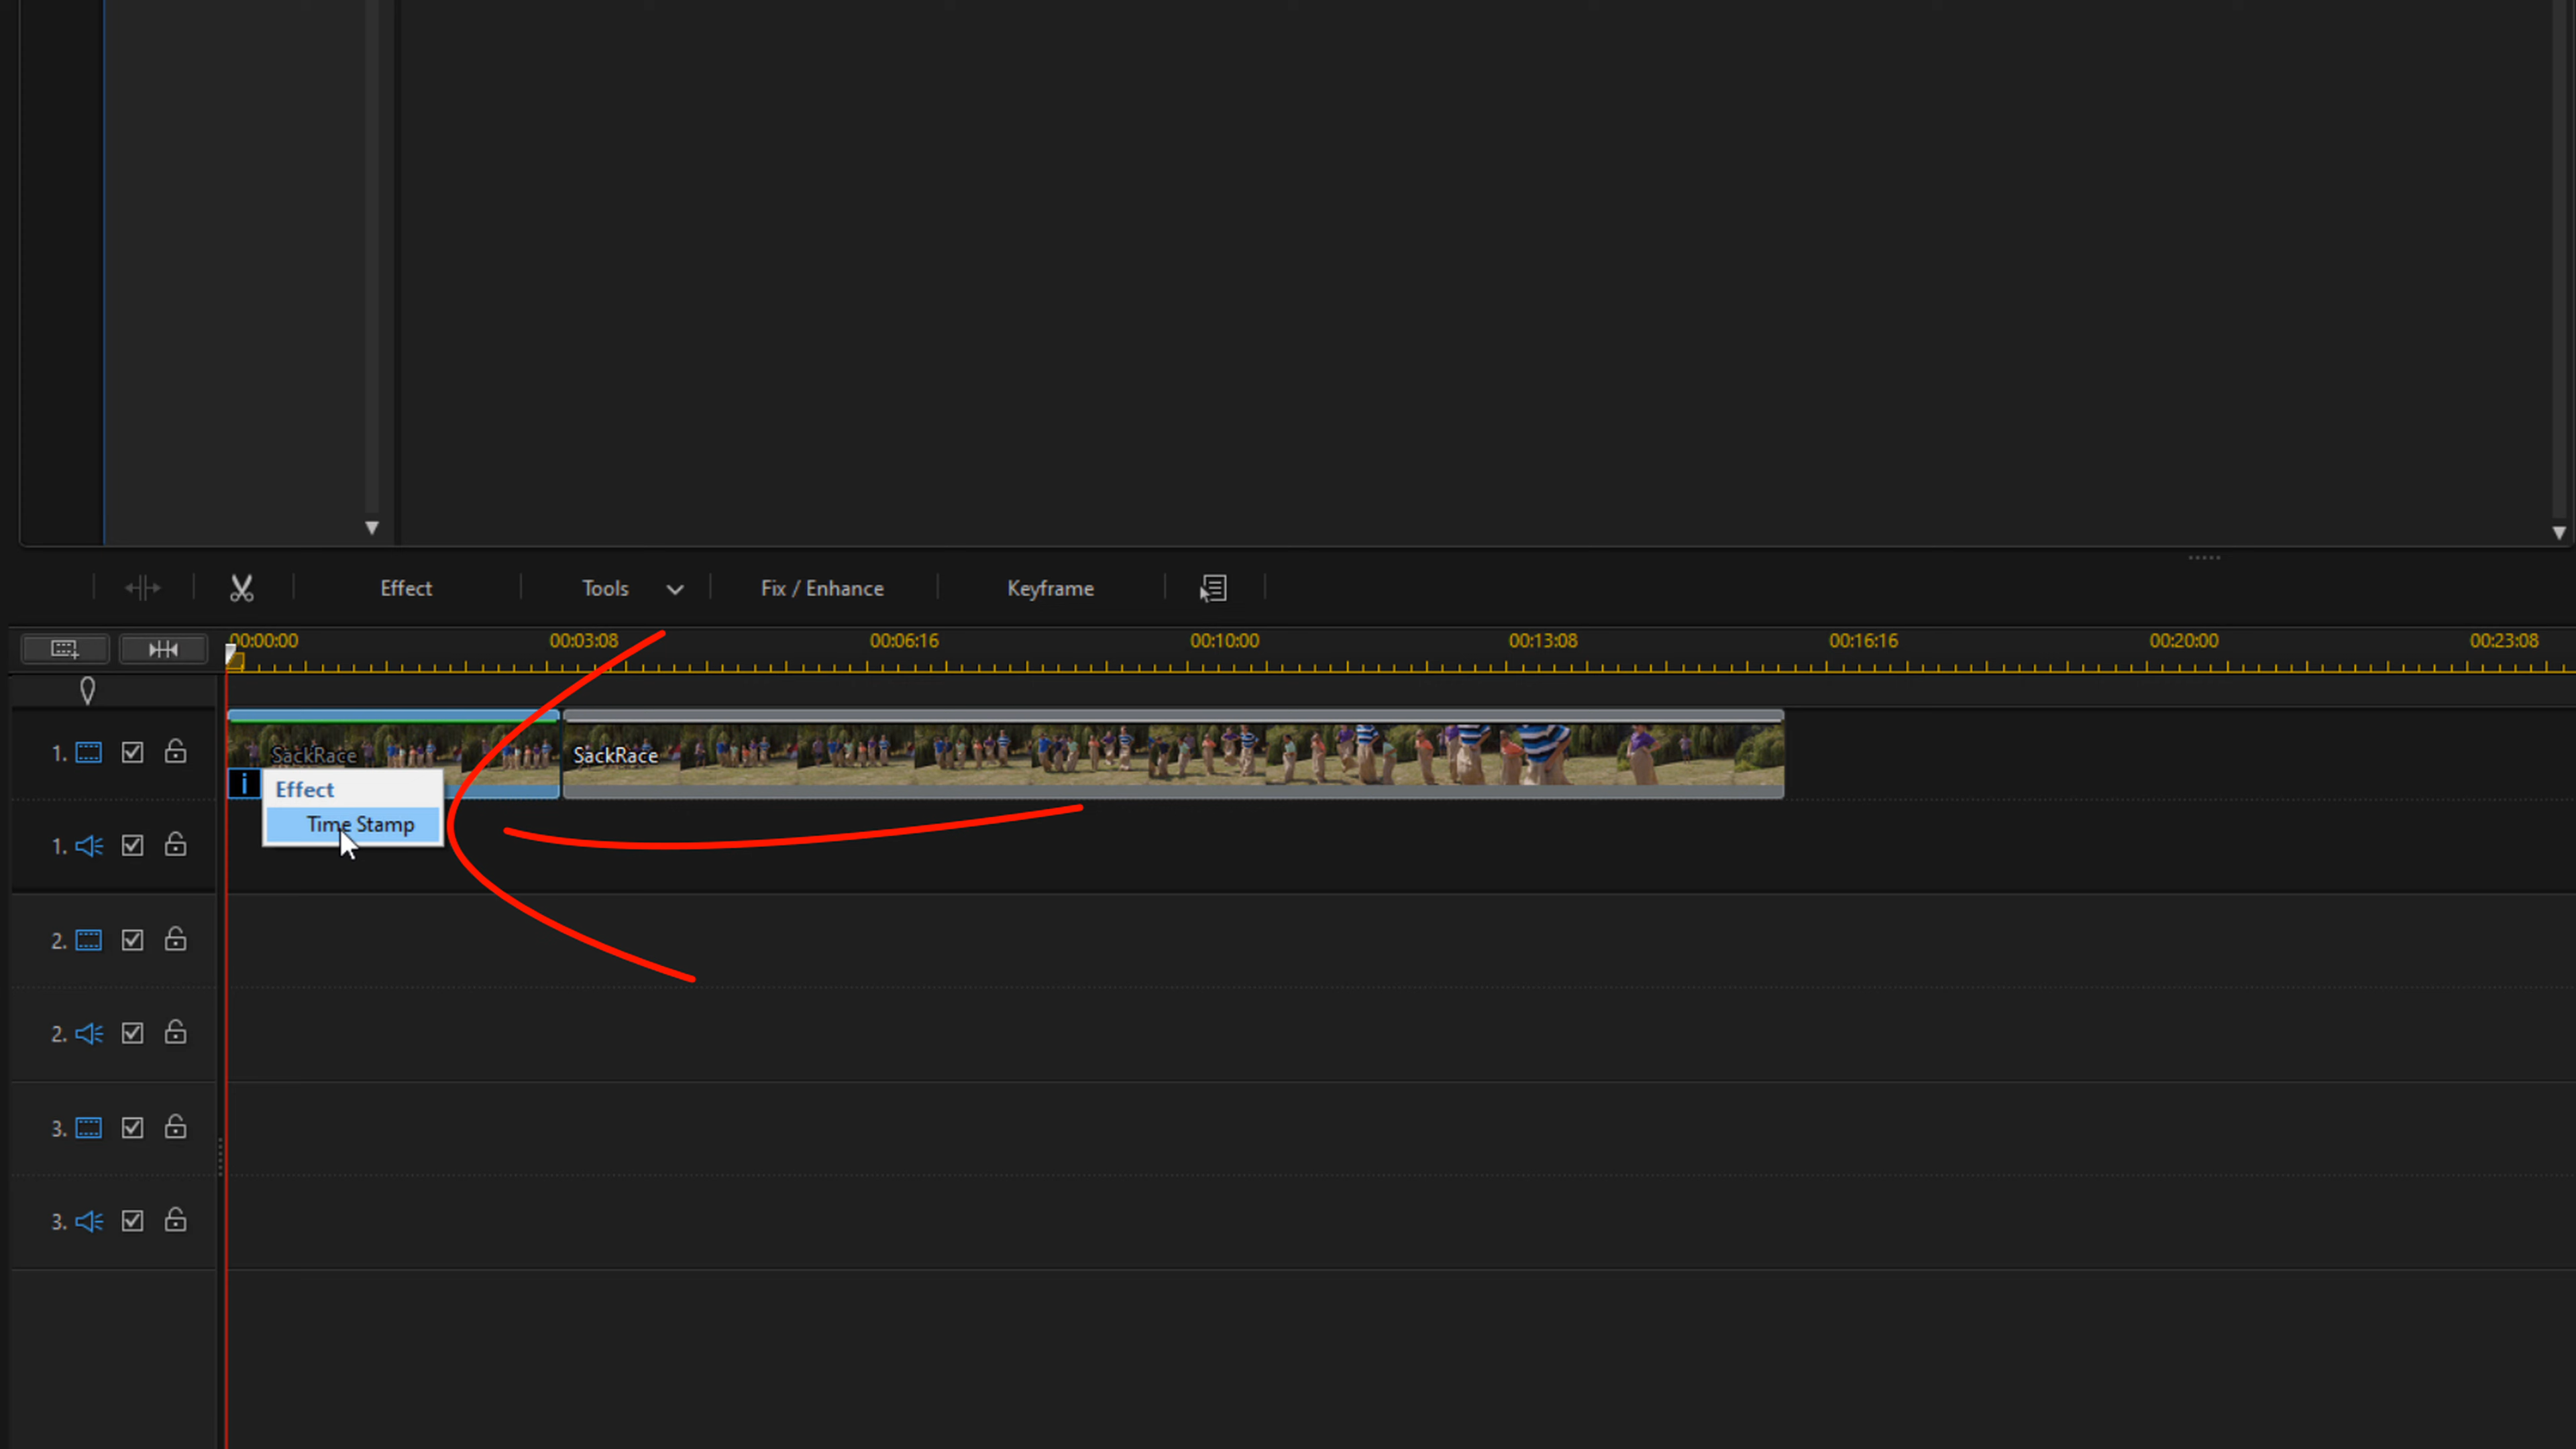 Effect Tools Fix / Enhance Keyframe
00:00:00 00:03:08 00:06:16 00:10:00 00:13:08 00:16:16 00:20:00 00:23:08
1. SackRace SackRace
i Effect
Time Stamp
1.
2.
2.
3.
3.